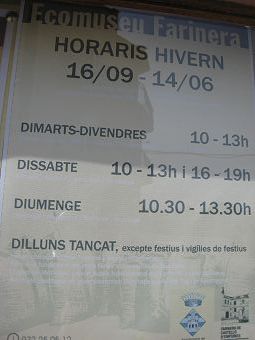 Ecomuseu Farinera
HORARIS HIVERN
16/09 - 14/06
DIMARTS-DIVENDRES 10 - 13h
DISSABTE 10 - 13h i 16 - 19h
DIUMENGE 10.30 - 13.30h
DILLUNS TANCAT, excepte festius i vigílies de festius